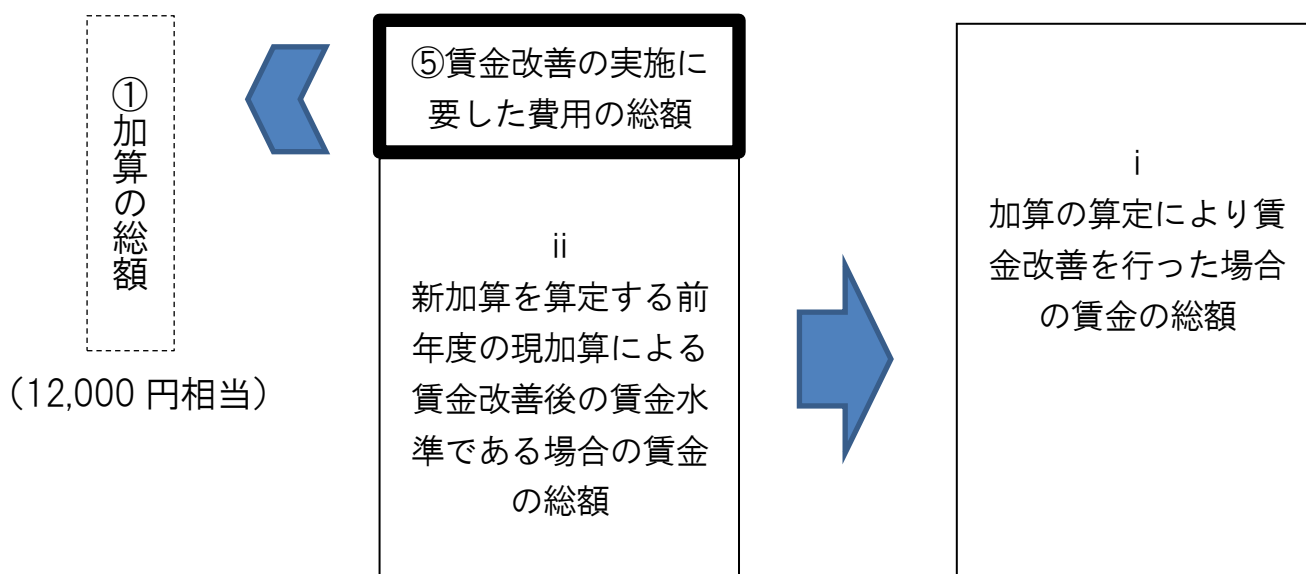 ①加算の総額
（12,000 円相当）
⑤賃金改善の実施に
要した費用の総額
ⅱ
新加算を算定する前
年度の現加算による
賃金改善後の賃金水
準である場合の賃金
の総額
ⅰ
加算の算定により賃
金改善を行った場合
の賃金の総額